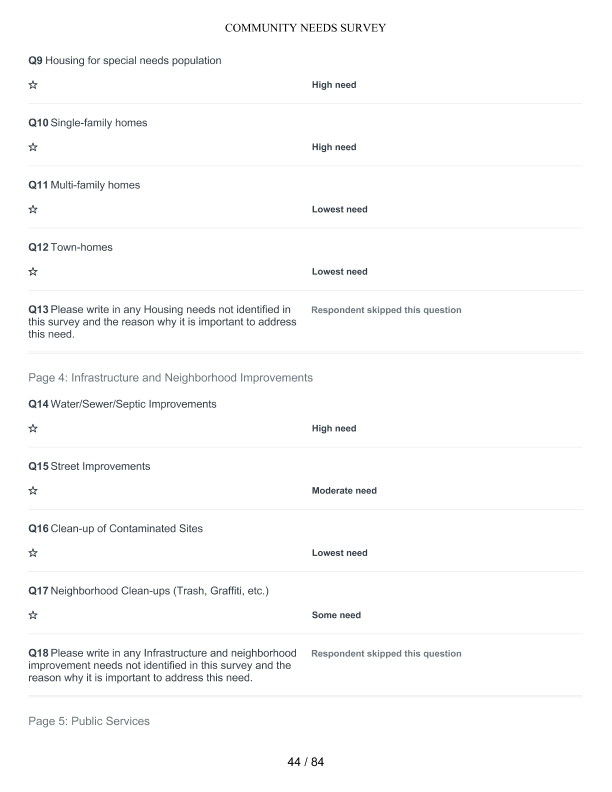 COMMUNITY NEEDS SURVEY
Q9 Housing for special needs population
☆ High need
Q10 Single-family homes
☆ High need
Q11 Multi-family homes
☆ Lowest need
Q12 Town-homes
☆ Lowest need
Q13 Please write in any Housing needs not identified in Respondent skipped this question
this survey and the reason why it is important to address
this need.
Page 4: Infrastructure and Neighborhood Improvements
Q14 Water/Sewer/Septic Improvements
☆ High need
Q15 Street Improvements
☆ Moderate need
Q16 Clean-up of Contaminated Sites
☆ Lowest need
Q17 Neighborhood Clean-ups (Trash, Graffiti, etc.)
☆ Some need
Q18 Please write in any Infrastructure and neighborhood Respondent skipped this question
improvement needs not identified in this survey and the
reason why it is important to address this need.
Page 5: Public Services
44 / 84